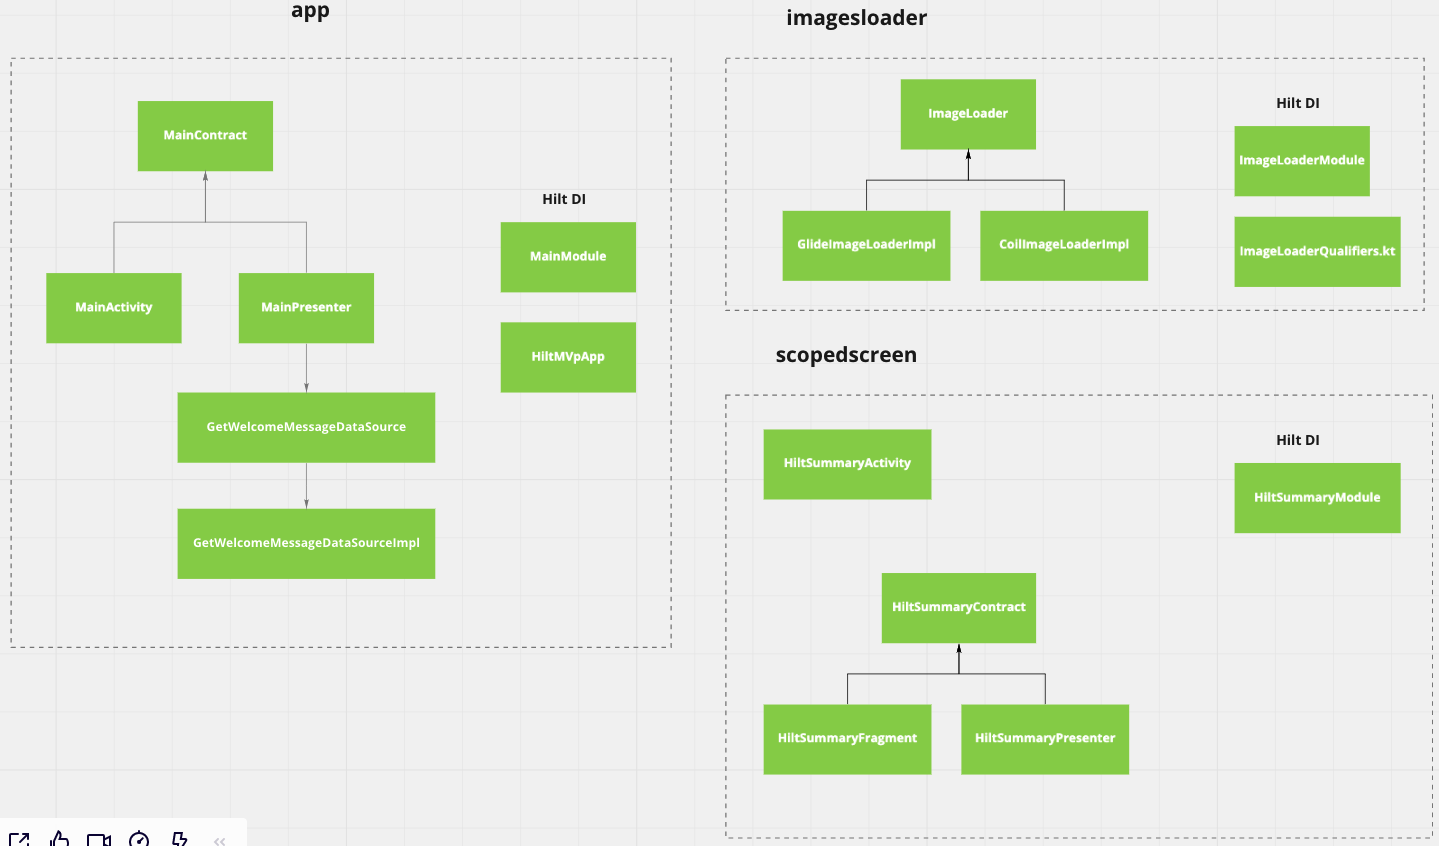 app
MainContract
Hilt DI
MainModule
MainActivity
MainPresenter
HiltMVpApp
GetWelcomeMessageDataSource
GetWelcomeMessageDataSourceImpl
imagesloader
ImageLoader
Hilt DI
ImageLoaderModule
GlideImageLoaderImpl
CoilImageLoaderImpl
ImageLoaderQualifiers.kt
scopedscreen
Hilt DI
HiltSummaryActivity
HiltSummaryModule
HiltSummaryContract
HiltSummaryFragment
HiltSummaryPresenter